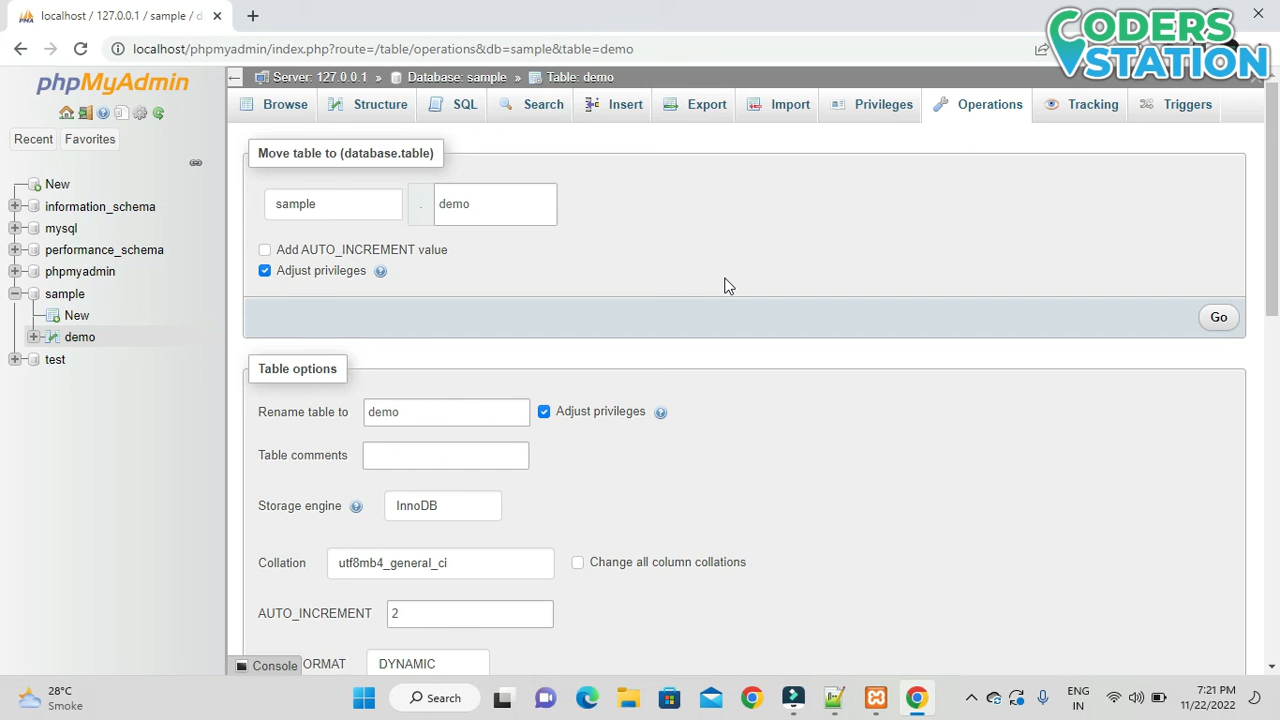 localhost / 127.0.0.1 / sample / d
localhost/phpmyadmin/index.php?route=/table/operations&db=sample&table=demo
CODERS
STATION
phpMyAdmin
Recent Favorites
New
information_schema
mysql
performance_schema
phpmyadmin
sample
New
demo
test
Server: 127.0.0.1 » Database: sample » Table: demo
Browse Structure SQL Search Insert Export Import Privileges Operations Tracking Triggers
Move table to (database.table)
sample . demo
Add AUTO_INCREMENT value
Adjust privileges
Go
Table options
Rename table to demo Adjust privileges
Table comments
Storage engine InnoDB
Collation utf8mb4_general_ci Change all column collations
AUTO_INCREMENT 2
Console ORMAT DYNAMIC
28°C
Smoke
Search
ENG
IN
7:21 PM
11/22/2022